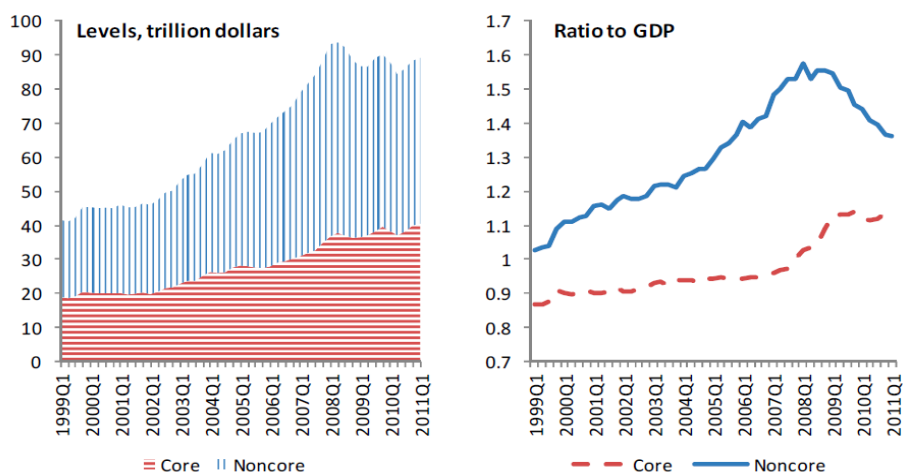 Levels, trillion dollars
100
90
80
70
60
50
40
30
20
10
0
1999Q1
2000Q1
2001Q1
2002Q1
2003Q1
2004Q1
2005Q1
2006Q1
2007Q1
2008Q1
2009Q1
2010Q1
2011Q1
Core Noncore
Ratio to GDP
1.7
1.6
1.5
1.4
1.3
1.2
1.1
1
0.9
0.8
0.7
1999Q1
2000Q1
2001Q1
2002Q1
2003Q1
2004Q1
2005Q1
2006Q1
2007Q1
2008Q1
2009Q1
2010Q1
2011Q1
Core Noncore